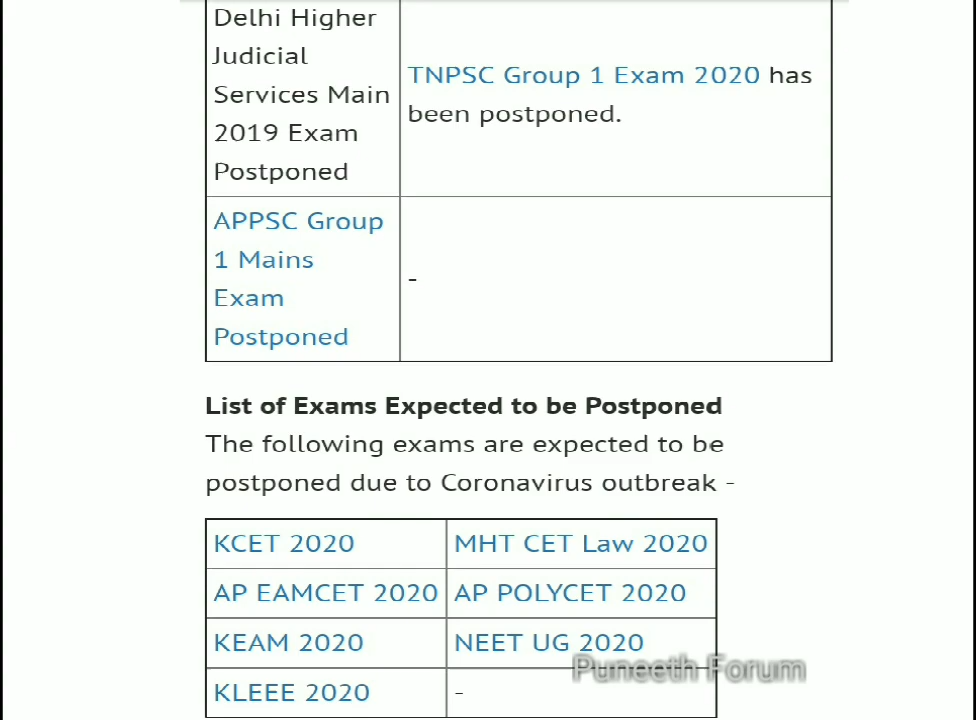 Delhi Higher
Judicial
Services Main
2019 Exam
Postponed
TNPSC Group 1 Exam 2020 has
been postponed.
APPSC Group
1 Mains
Exam
Postponed
-
List of Exams Expected to be Postponed
The following exams are expected to be
postponed due to Coronavirus outbreak -
KCET 2020
MHT CET Law 2020
AP EAMCET 2020
AP POLYCET 2020
KEAM 2020
NEET UG 2020
KLEEE 2020
-
Puneeth Forum